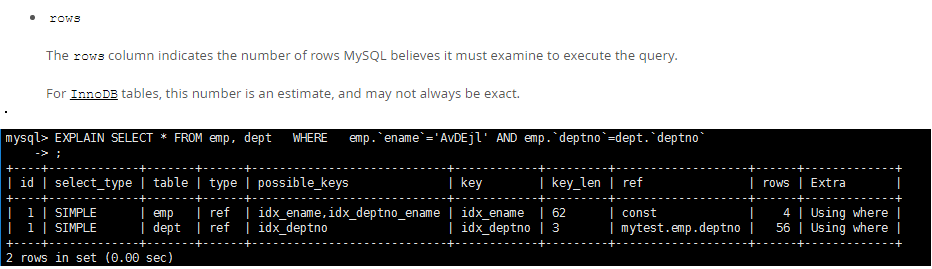 • rows
The rows column indicates the number of rows MySQL believes it must examine to execute the query.
For InnoDB tables, this number is an estimate, and may not always be exact.
.
mysql> EXPLAIN SELECT * FROM emp, dept   WHERE   emp.`ename`='AvDEjl' AND emp.`deptno`=dept.`deptno`
    -> ;
+----+-------------+-------+------+----------------------------+------------+---------+-------------------+------+-------------+
| id | select_type | table | type | possible_keys              | key        | key_len | ref               | rows | Extra       |
+----+-------------+-------+------+----------------------------+------------+---------+-------------------+------+-------------+
|  1 | SIMPLE      | emp   | ref  | idx_ename,idx_deptno_ename | idx_ename  | 62      | const             |    4 | Using where |
|  1 | SIMPLE      | dept  | ref  | idx_deptno                 | idx_deptno | 3       | mytest.emp.deptno |   56 | Using where |
+----+-------------+-------+------+----------------------------+------------+---------+-------------------+------+-------------+
2 rows in set (0.00 sec)